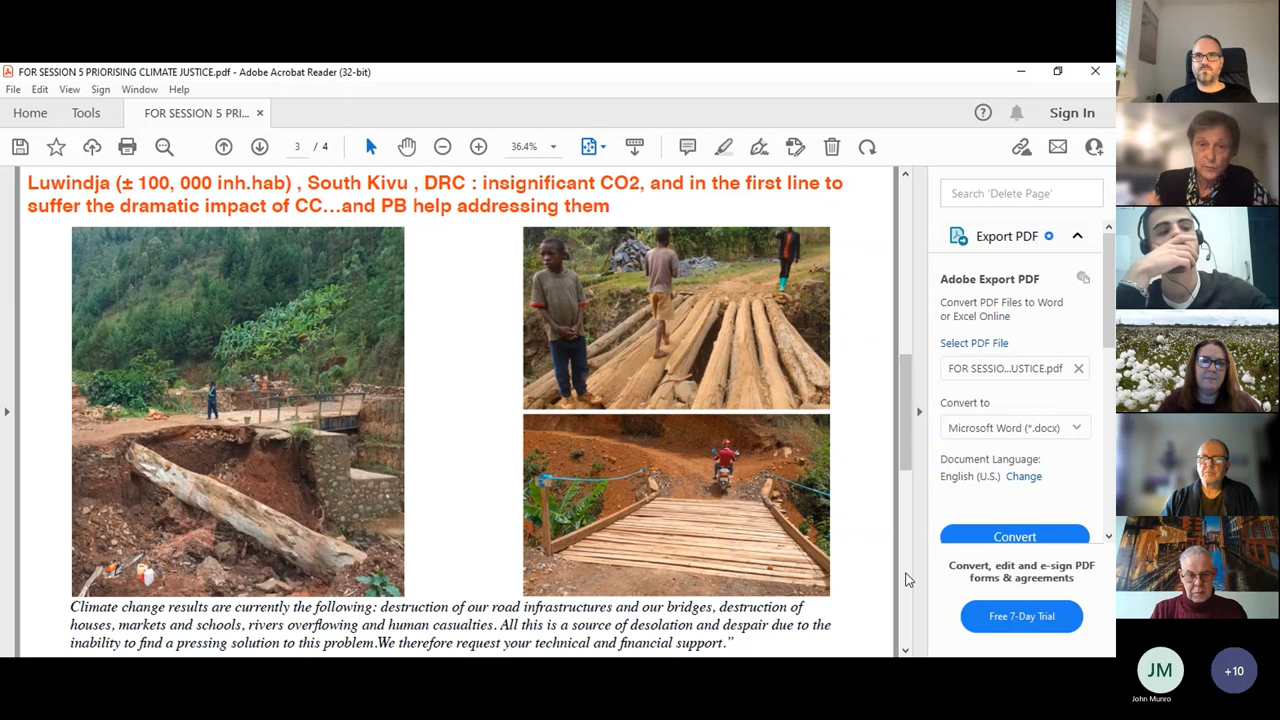 FOR SESSION 5 PRIORISING CLIMATE JUSTICE.pdf - Adobe Acrobat Reader (32-bit)
File Edit View Sign Window Help
Home Tools FOR SESSION 5 PRI... × Sign In
3 / 4 36.4%
Luwindja (± 100, 000 inh.hab) , South Kivu , DRC : insignificant CO2, and in the first line to
suffer the dramatic impact of CC…and PB help addressing them
Climate change results are currently the following: destruction of our road infrastructures and our bridges, destruction of
houses, markets and schools, rivers overflowing and human casualties. All this is a source of desolation and despair due to the
inability to find a pressing solution to this problem.We therefore request your technical and financial support.”
Search 'Delete Page'
Export PDF
Adobe Export PDF
Convert PDF Files to Word
or Excel Online
Select PDF File
FOR SESSIO...USTICE.pdf
Convert to
Microsoft Word (*.docx)
Document Language:
English (U.S.) Change
Convert
Convert, edit and e-sign PDF
forms & agreements
Free 7-Day Trial
JM
John Munro
+10